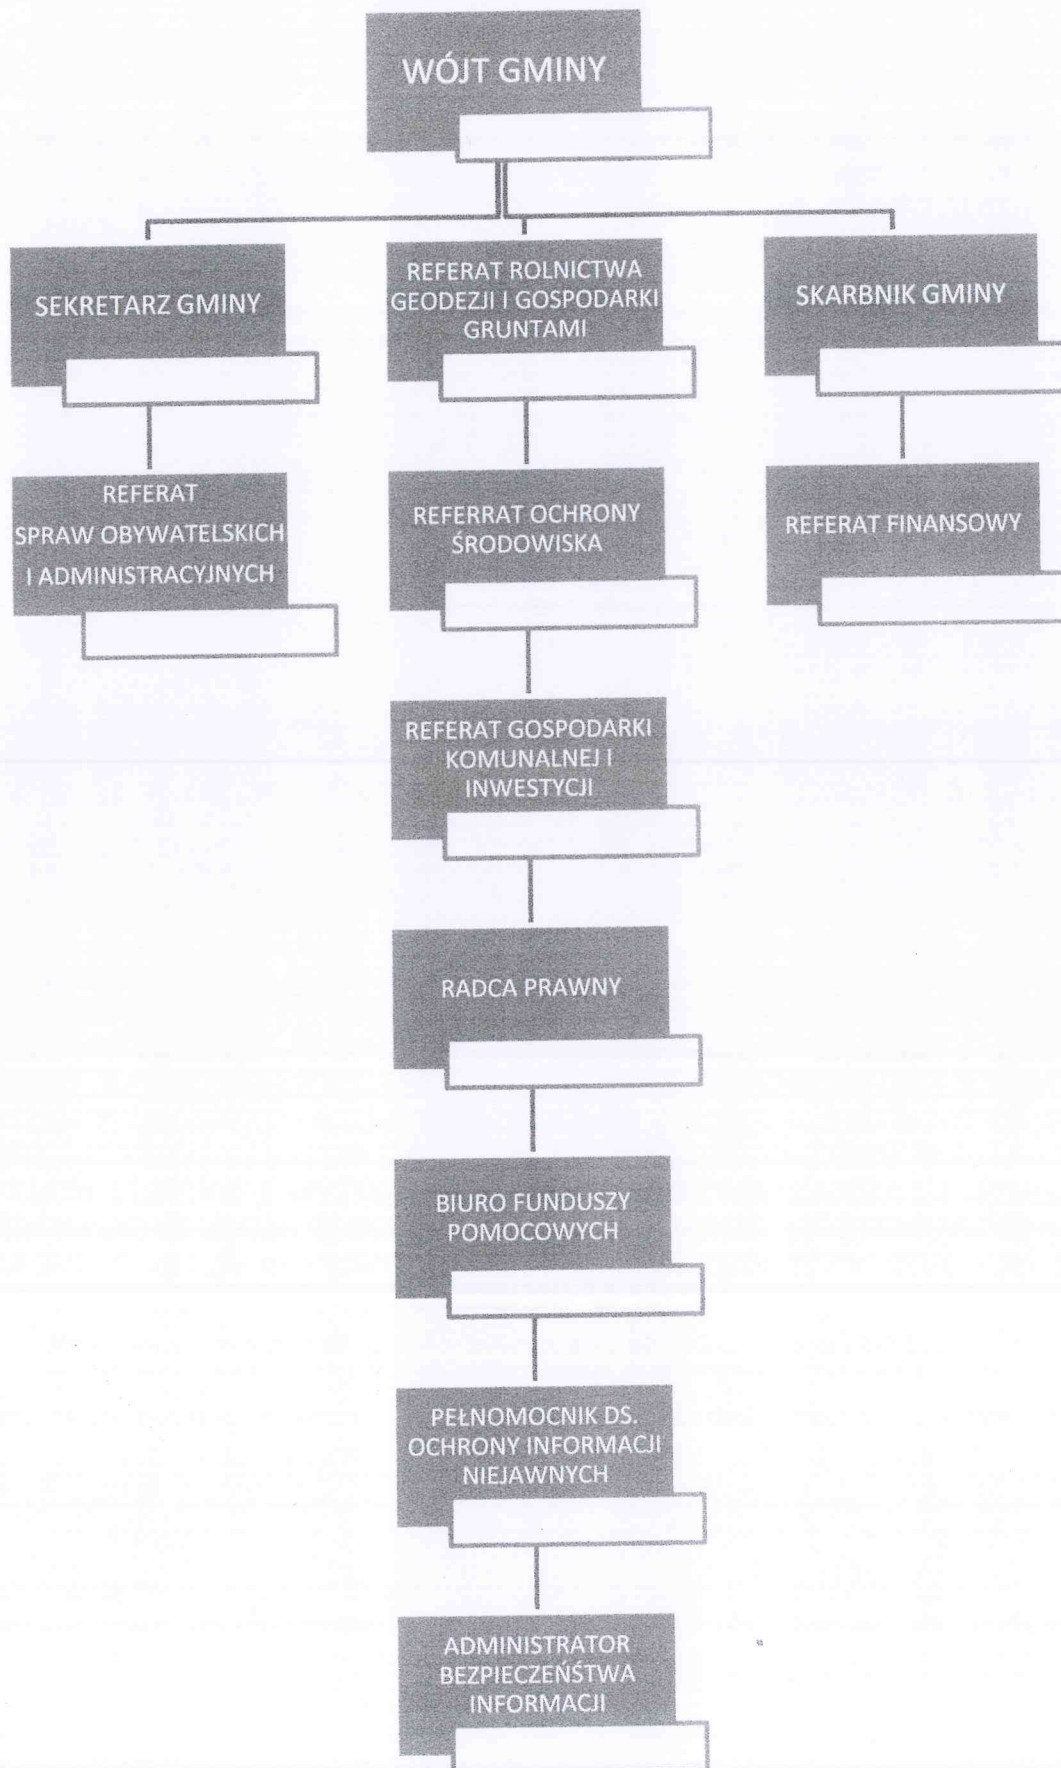 WÓJT GMINY
SEKRETARZ GMINY
REFERAT ROLNICTWA
GEODEZJI I GOSPODARKI
GRUNTAMI
SKARBNIK GMINY
REFERAT
SPRAW OBYWATELSKICH
I ADMINISTRACYJNYCH
REFERRAT OCHRONY
ŚRODOWISKA
REFERAT FINANSOWY
REFERAT GOSPODARKI
KOMUNALNEJ I
INWESTYCJI
RADCA PRAWNY
BIURO FUNDUSZY
POMOCOWYCH
PEŁNOMOCNIK DS.
OCHRONY INFORMACJI
NIEJAWNYCH
ADMINISTRATOR
BEZPIECZEŃŚTWA
INFORMACJI